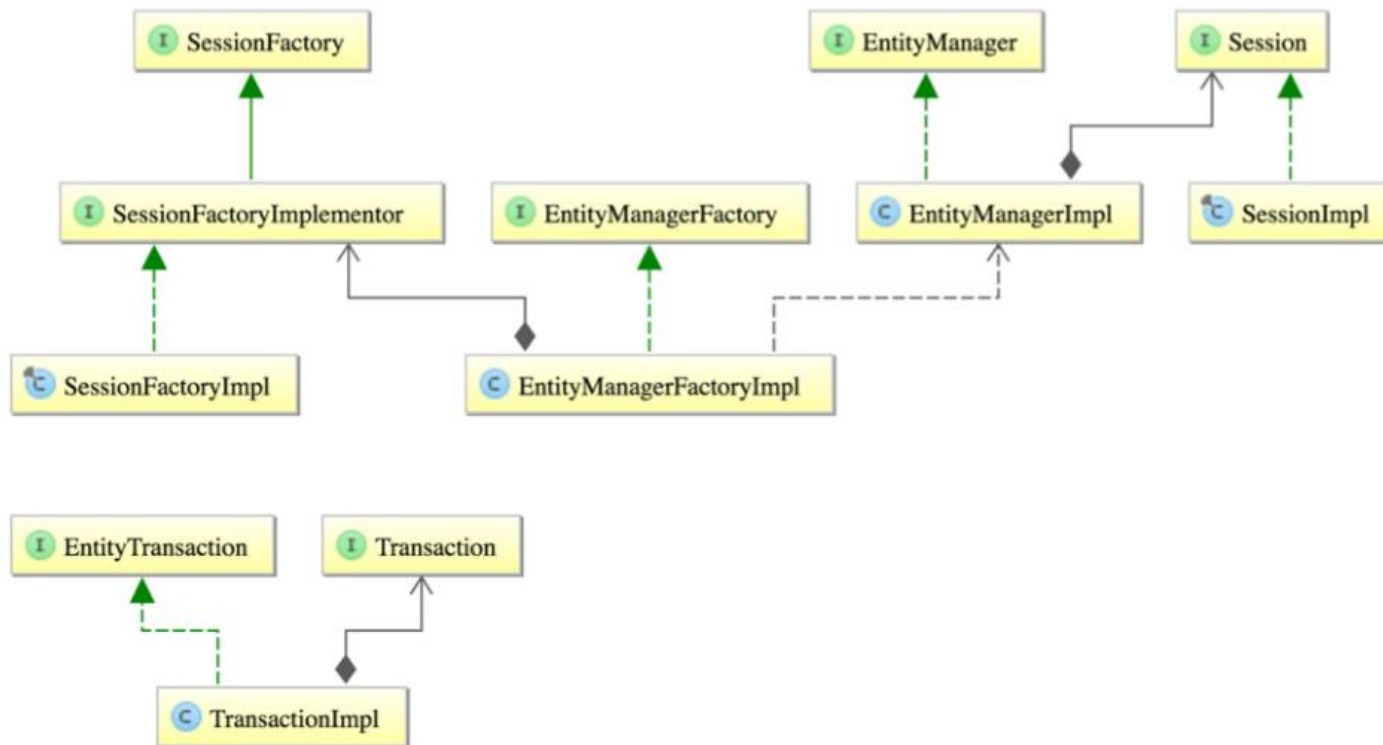 I SessionFactory
I EntityManager
I Session
I SessionFactoryImplementor
I EntityManagerFactory
C EntityManagerImpl
C SessionImpl
C SessionFactoryImpl
C EntityManagerFactoryImpl
I EntityTransaction
I Transaction
C TransactionImpl